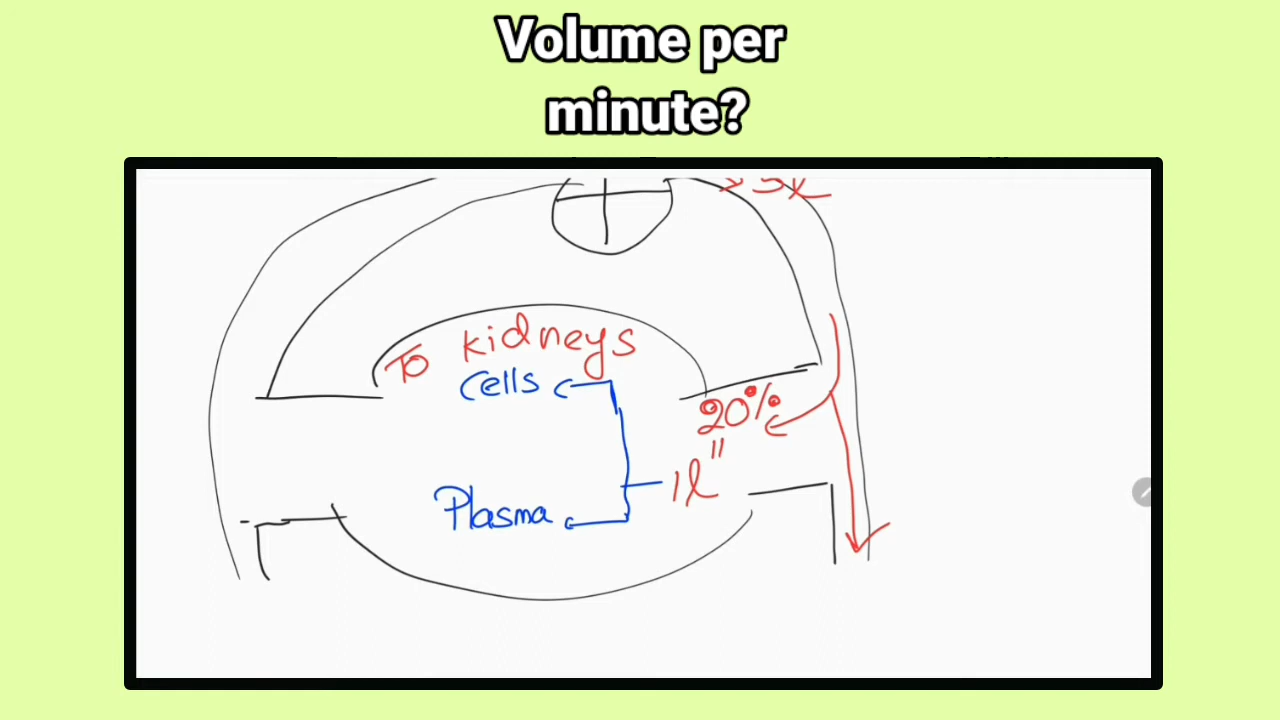 Volume per
minute?
To kidneys
Cells
20%
"
1l
Plasma